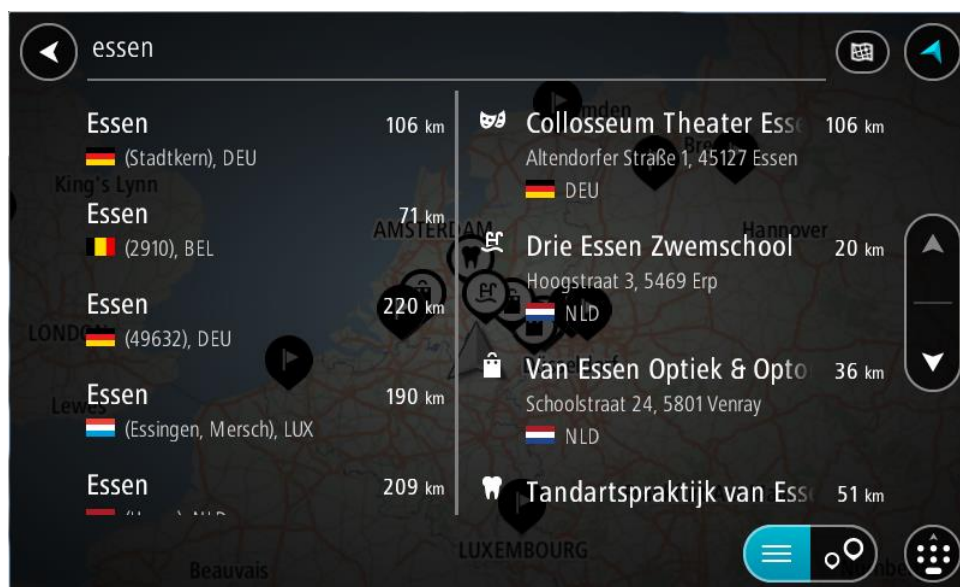 essen
Essen 106 km
(Stadtkern), DEU
Essen 71 km
(2910), BEL
Essen 220 km
(49632), DEU
Essen 190 km
(Essingen, Mersch), LUX
Essen 209 km
NLD
Collosseum Theater Esse 106 km
Altendorfer Straße 1, 45127 Essen
DEU
Drie Essen Zwemschool 20 km
Hoogstraat 3, 5469 Erp
NLD
Van Essen Optiek & Opto 36 km
Schoolstraat 24, 5801 Venray
NLD
Tandartspraktijk van Esse 51 km
King's Lynn
AMSTERDAM
Hannover
LONDON
Lewes
LUXEMBOURG
Beauvais